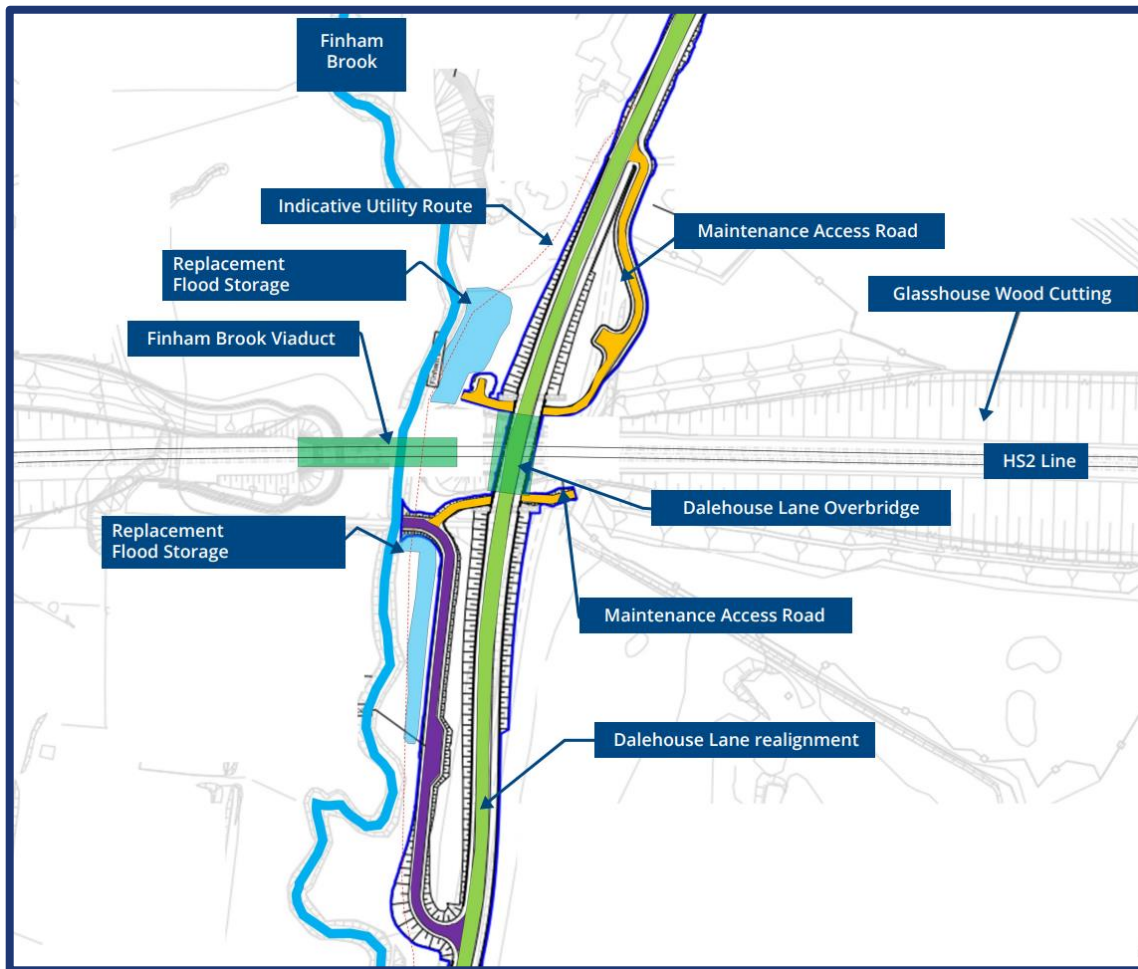 Finham
Brook
Indicative Utility Route
Maintenance Access Road
Replacement
Flood Storage
Glasshouse Wood Cutting
Finham Brook Viaduct
HS2 Line
Dalehouse Lane Overbridge
Replacement
Flood Storage
Maintenance Access Road
Dalehouse Lane realignment